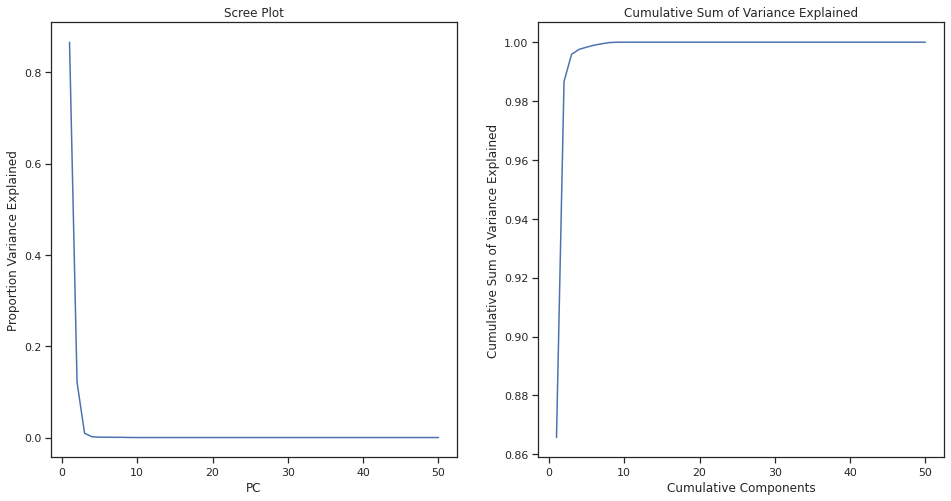 Scree Plot
Proportion Variance Explained
0.8
0.6
0.4
0.2
0.0
0 10 20 30 40 50
PC
Cumulative Sum of Variance Explained
Cumulative Sum of Variance Explained
1.00
0.98
0.96
0.94
0.92
0.90
0.88
0.86
0 10 20 30 40 50
Cumulative Components